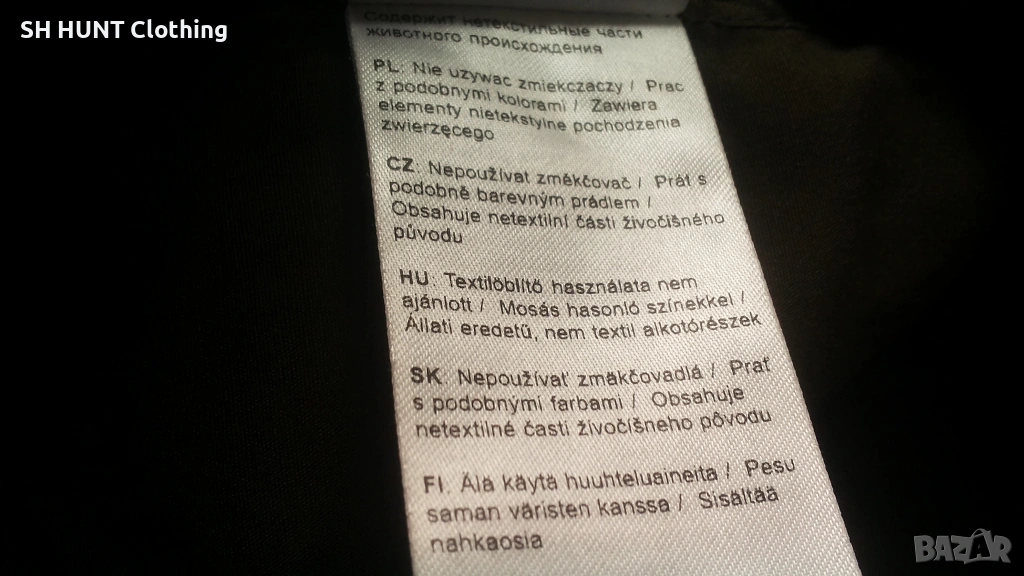 SH HUNT Clothing
Содержит нетекстильные части
животного происхождения
PL. Nie uzywac zmiekczaczy / Prac
z podobnymi kolorami / Zawiera
elementy nietekstylne pochodzenia
zwierzęcego
CZ. Nepoužívat změkčovač / Prát s
podobně barevným prádlem /
Obsahuje netextilní části živočišného
původu
HU. Textilöblítő használata nem
ajánlott / Mosás hasonló színekkel /
Állati eredetű, nem textil alkotórészek
SK. Nepoužívať zmäkčovadlá / Prať
s podobnými farbami / Obsahuje
netextilné časti živočíšneho pôvodu
FI. Älä käytä huuhteluaineita / Pesu
saman väristen kanssa / Sisältää
nahkaosia
BAZAR